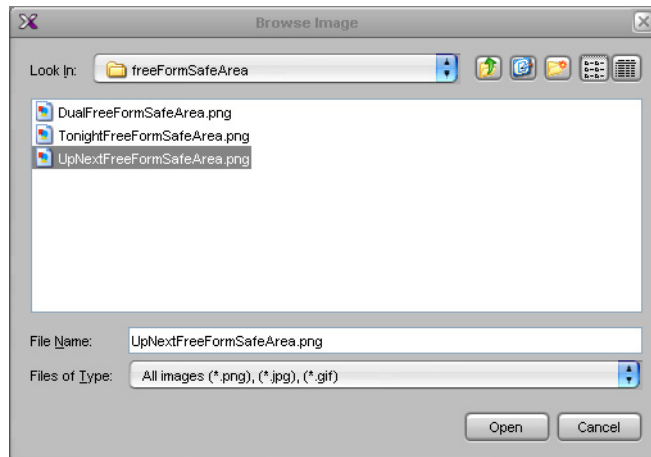 Browse Image
Look In: freeFormSafeArea
DualFreeFormSafeArea.png
TonightFreeFormSafeArea.png
UpNextFreeFormSafeArea.png
File Name: UpNextFreeFormSafeArea.png
Files of Type: All images (*.png), (*.jpg), (*.gif)
Open Cancel